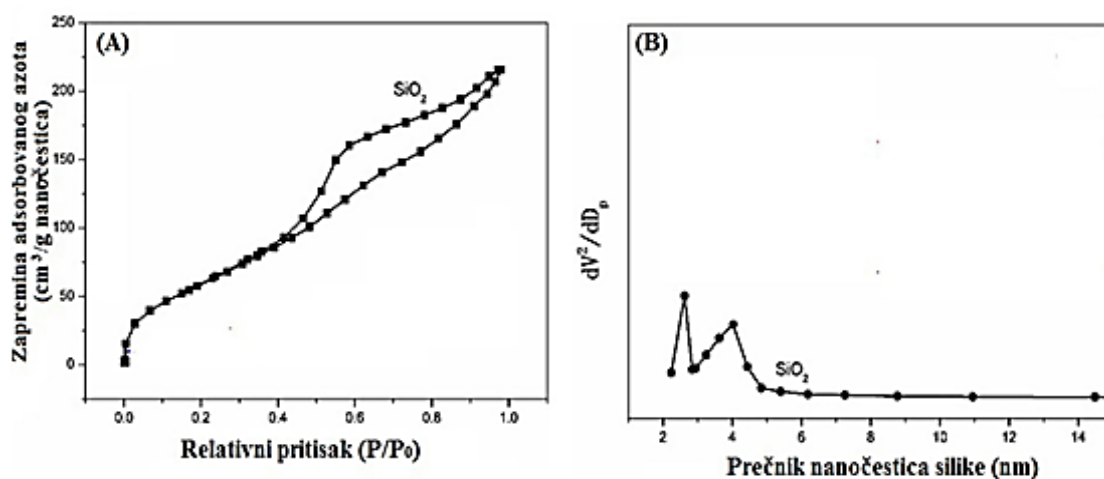 (A)
250
200
150
100
50
0
SiO₂
Zapremina adsorbovanog azota
(cm³/g nanočestica)
0.0 0.2 0.4 0.6 0.8 1.0
Relativni pritisak (P/P₀)
(B)
dV²/dDₚ
SiO₂
2 4 6 8 10 12 14
Prečnik nanočestica silike (nm)